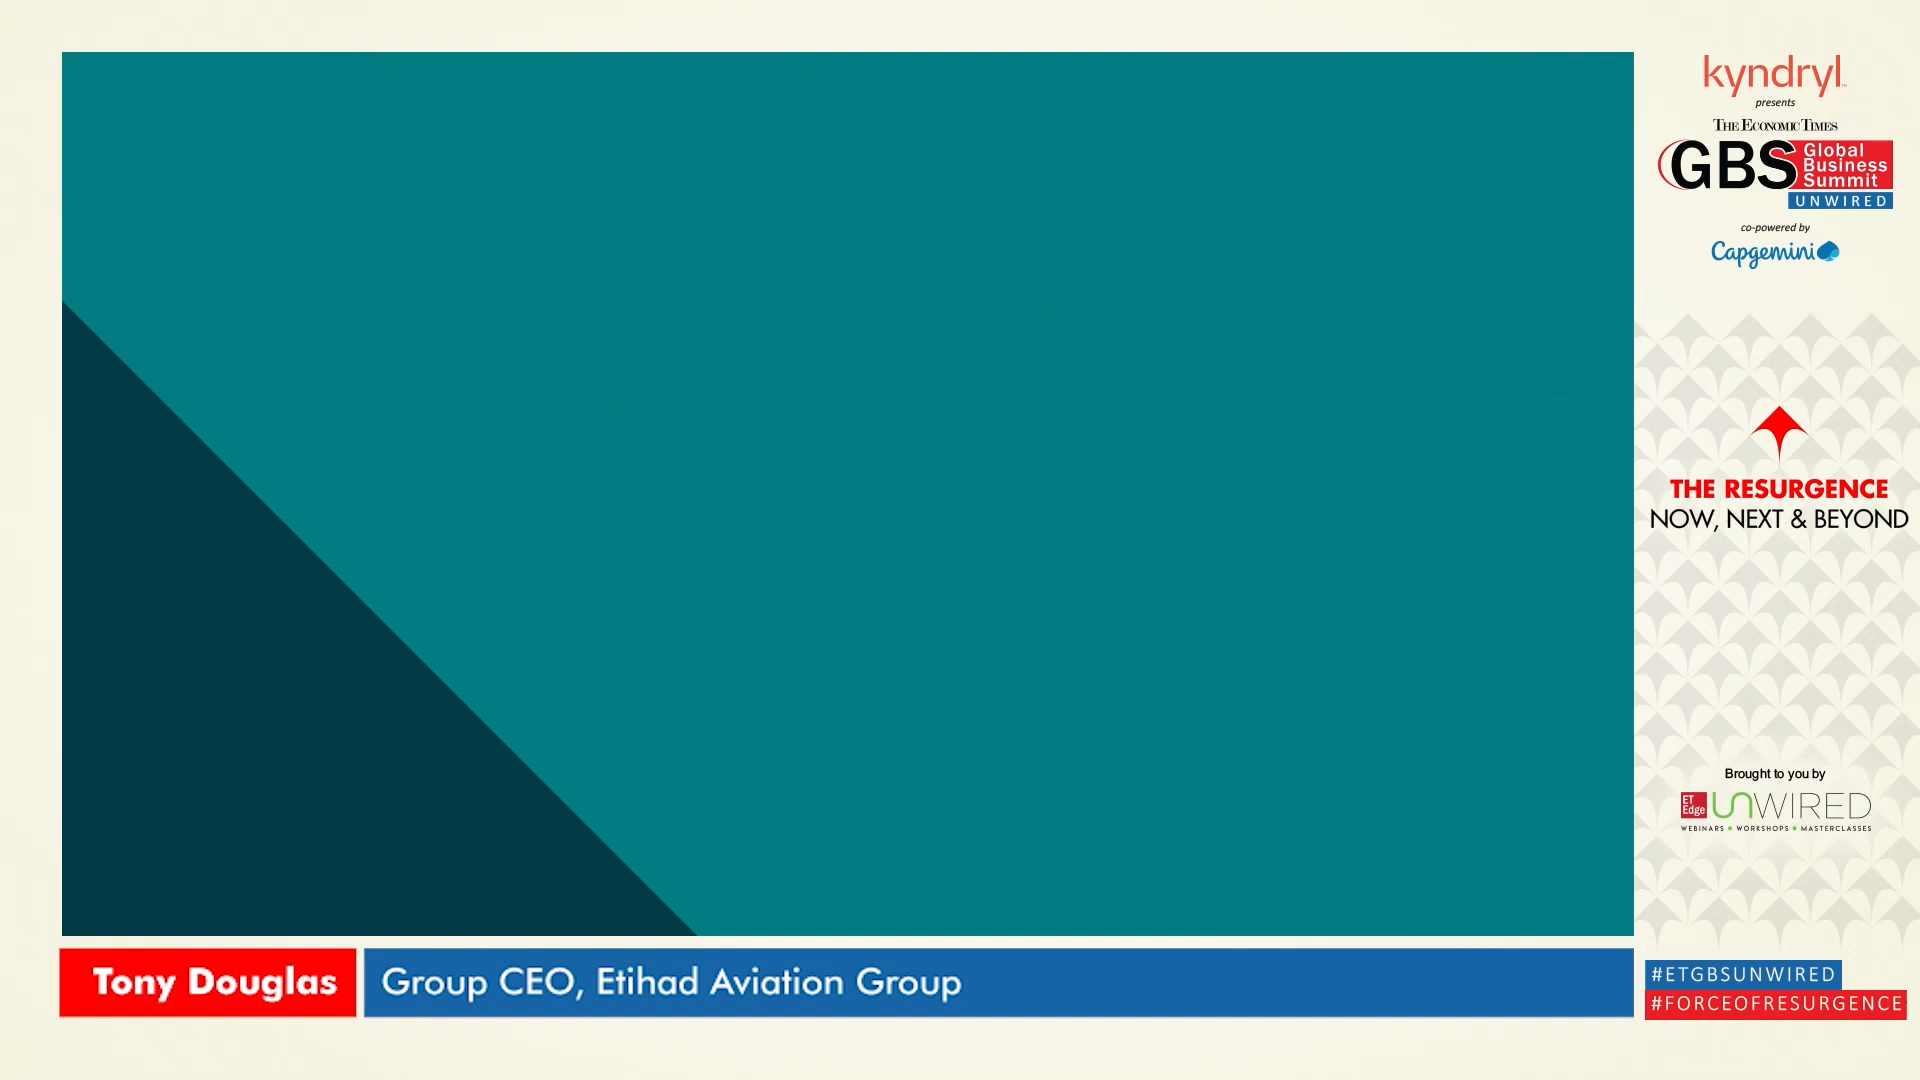 kyndryl
presents
THE ECONOMIC TIMES
GBS Global Business Summit
UNWIRED
co-powered by
Capgemini
THE RESURGENCE
NOW, NEXT & BEYOND
Brought to you by
ET Edge UNWIRED
WEBINARS ▪ WORKSHOPS ▪ MASTERCLASSES
Tony Douglas
Group CEO, Etihad Aviation Group
#ETGBSUNWIRED
#FORCEOFRESURGENCE